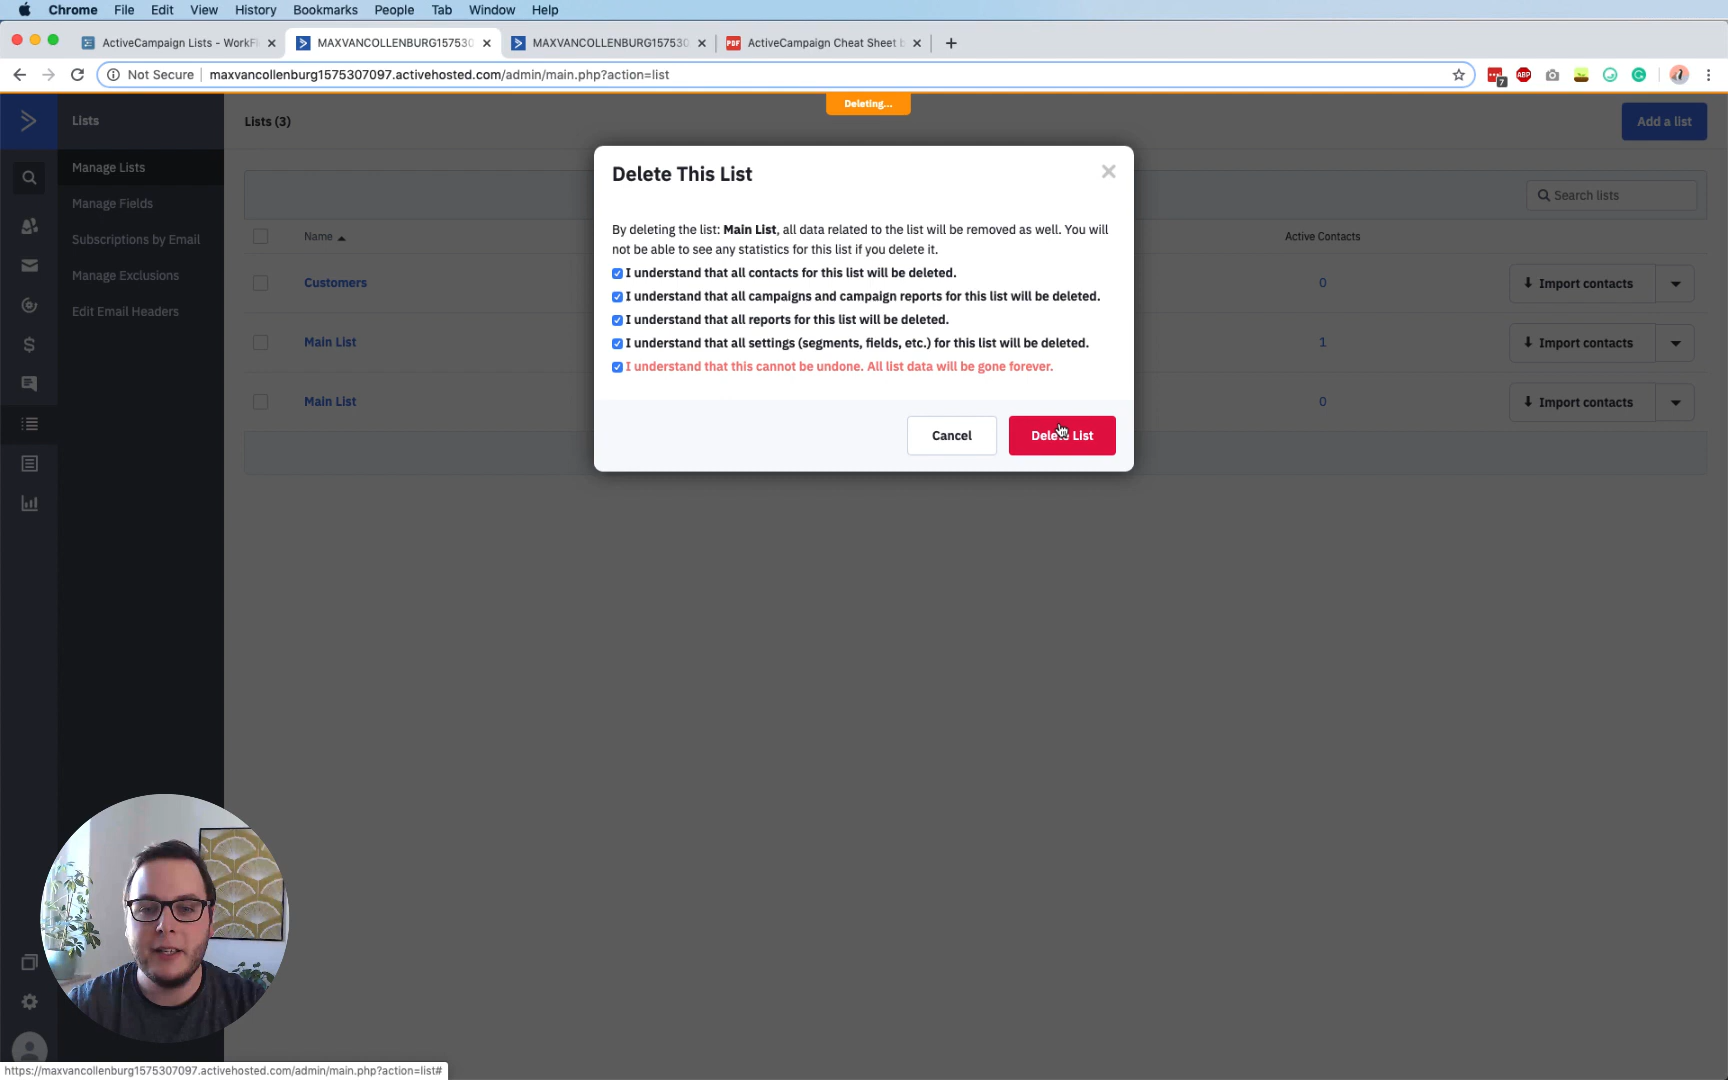 Chrome File Edit View History Bookmarks People Tab Window Help
ActiveCampaign Lists - WorkFl
MAXVANCOLLENBURG157530
MAXVANCOLLENBURG157530
PDF ActiveCampaign Cheat Sheet b
Not Secure maxvancollenburg1575307097.activehosted.com/admin/main.php?action=list
7
ABP
Deleting...
Lists
Lists (3)
Add a list
Manage Lists
Manage Fields
Subscriptions by Email
Manage Exclusions
Edit Email Headers
Search lists
Name
Active Contacts
Customers
0
Import contacts
Main List
1
Import contacts
Main List
0
Import contacts
Delete This List
By deleting the list: Main List, all data related to the list will be removed as well. You will
not be able to see any statistics for this list if you delete it.
I understand that all contacts for this list will be deleted.
I understand that all campaigns and campaign reports for this list will be deleted.
I understand that all reports for this list will be deleted.
I understand that all settings (segments, fields, etc.) for this list will be deleted.
I understand that this cannot be undone. All list data will be gone forever.
Cancel
Delete List
https://maxvancollenburg1575307097.activehosted.com/admin/main.php?action=list#